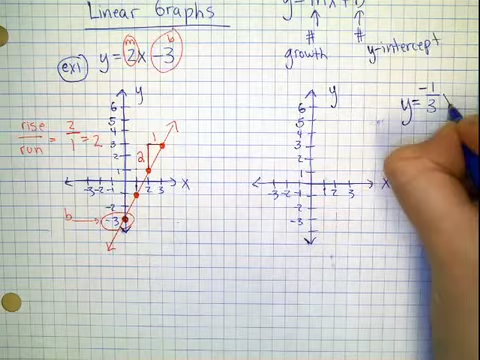 Linear Graphs
y = mx + b
#
growth
#
y-intercept
ex1 y = 2x - 3
m b
rise/run = 2/1 = 2
y
6
5
4
3
2
1
-3 -2 -1 1 2 3 x
-2
-3
2 1
b
y
6
5
4
3
2
1
-3 -2 -1 1 2 3 x
-1
-2
-3
y = -1/3